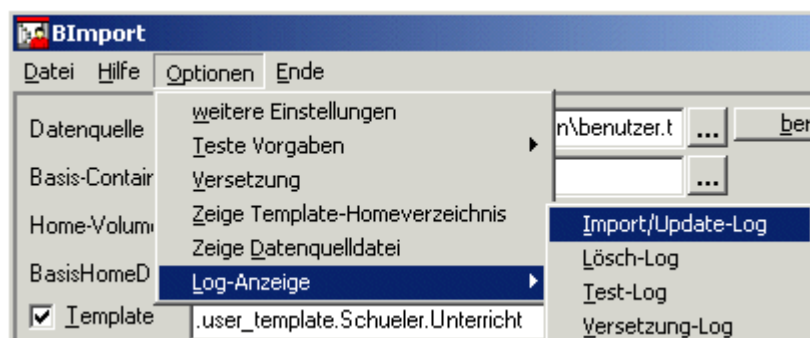 BImport
Datei Hilfe Optionen Ende
Datenquelle
n\benutzer.t ...
Home-Volum
BasisHomeD
Template
.user_template.Schueler.Unterricht
weitere Einstellungen
Teste Vorgaben
Versetzung
Zeige Template-Homeverzeichnis
Zeige Datenquelldatei
Log-Anzeige
Basis-Contair
...
ber
Import/Update-Log
Lösch-Log
Test-Log
Versetzung-Log